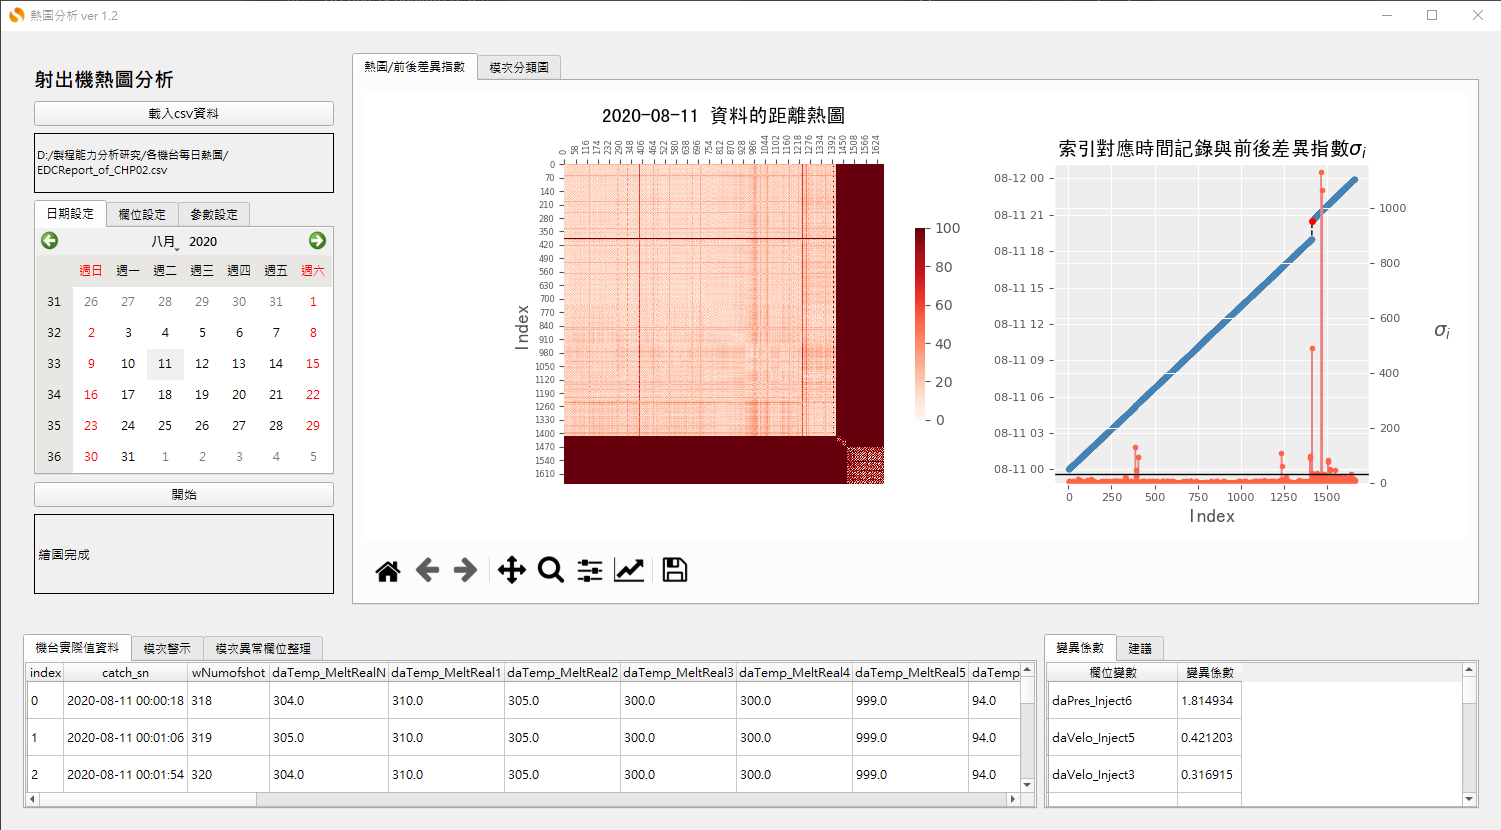 熱圖分析 ver 1.2
射出機熱圖分析
載入csv資料
D:/製程能力分析研究/各機台每日熱圖/
EDCReport_of_CHP02.csv
日期設定 欄位設定 參數設定
八月 2020
週日 週一 週二 週三 週四 週五 週六
31 26 27 28 29 30 31 1
32 2 3 4 5 6 7 8
33 9 10 11 12 13 14 15
34 16 17 18 19 20 21 22
35 23 24 25 26 27 28 29
36 30 31 1 2 3 4 5
開始
繪圖完成
熱圖/前後差異指數 模次分類圖
2020-08-11 資料的距離熱圖
0 58 116 174 232 290 348 406 464 522 580 638 696 754 812 870 928 986 1044 1102 1160 1218 1276 1334 1392 1450 1508 1566 1624
0
70
140
210
280
350
420
490
560
630
700
770
840
910
980
1050
1120
1190
1260
1330
1400
1470
1540
1610
Index
100
80
60
40
20
0
索引對應時間記錄與前後差異指數σi
08-12 00
08-11 21
08-11 18
08-11 15
08-11 12
08-11 09
08-11 06
08-11 03
08-11 00
1000
800
600
400
200
0
σi
0 250 500 750 1000 1250 1500
Index
機台實際值資料 模次警示 模次異常欄位整理
index catch_sn wNumofshot daTemp_MeltRealN daTemp_MeltReal1 daTemp_MeltReal2 daTemp_MeltReal3 daTemp_MeltReal4 daTemp_MeltReal5 daTemp
0 2020-08-11 00:00:18 318 304.0 310.0 305.0 300.0 300.0 999.0 94.0
1 2020-08-11 00:01:06 319 305.0 310.0 305.0 300.0 300.0 999.0 94.0
2 2020-08-11 00:01:54 320 304.0 310.0 305.0 300.0 300.0 999.0 94.0
變異係數 建議
欄位變數 變異係數
daPres_Inject6 1.814934
daVelo_Inject5 0.421203
daVelo_Inject3 0.316915